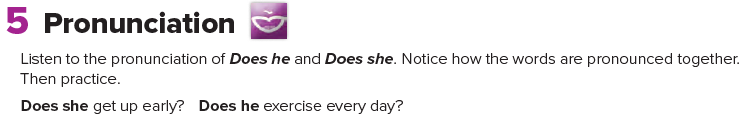 5 Pronunciation
Listen to the pronunciation of Does he and Does she. Notice how the words are pronounced together.
Then practice.
Does she get up early? Does he exercise every day?